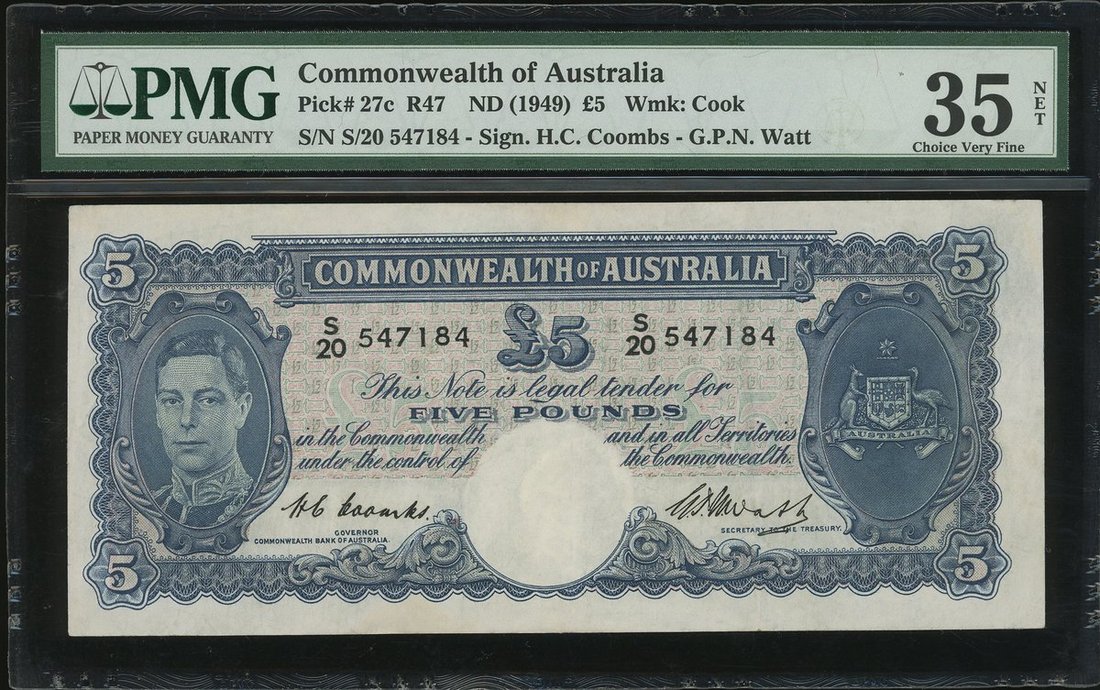 PMG
PAPER MONEY GUARANTY
Commonwealth of Australia
Pick# 27c R47 ND (1949) £5 Wmk: Cook
S/N S/20 547184 - Sign. H.C. Coombs - G.P.N. Watt
35 NET
Choice Very Fine
5 5
COMMONWEALTH OF AUSTRALIA
S/20 547184 £5 S/20 547184
This Note is legal tender for
FIVE POUNDS
in the Commonwealth and in all Territories
under the control of the Commonwealth.
AUSTRALIA
HC Coombs.
GOVERNOR
COMMONWEALTH BANK OF AUSTRALIA.
SECRETARY TO THE TREASURY.
5 5